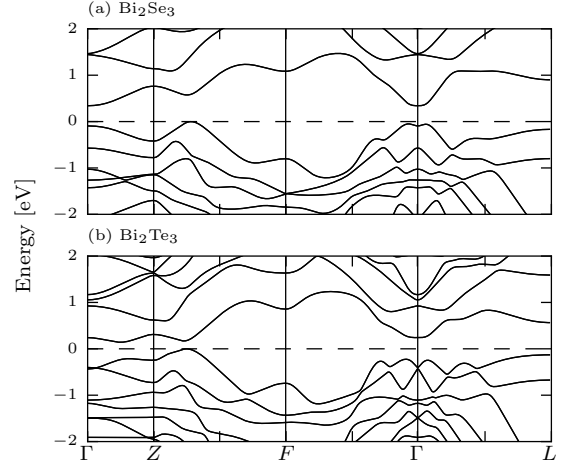 (a) Bi₂Se₃
2
1
0
−1
−2
Energy [eV]
(b) Bi₂Te₃
2
1
0
−1
−2
Γ Z F Γ L